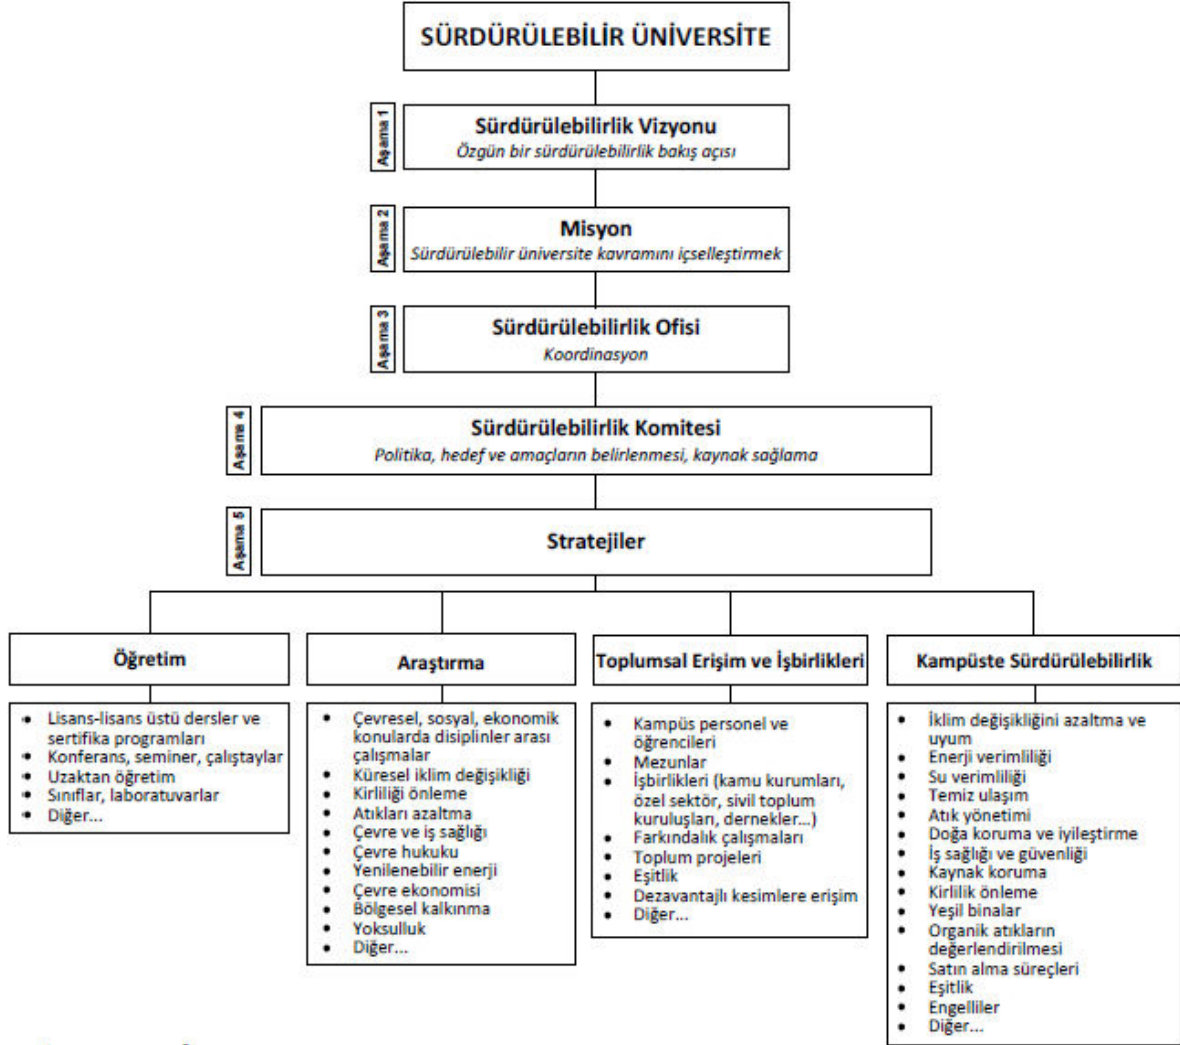 SÜRDÜRÜLEBİLİR ÜNİVERSİTE
Aşama 1
Sürdürülebilirlik Vizyonu
Özgün bir sürdürülebilirlik bakış açısı
Aşama 2
Misyon
Sürdürülebilir üniversite kavramını içselleştirmek
Aşama 3
Sürdürülebilirlik Ofisi
Koordinasyon
Aşama 4
Sürdürülebilirlik Komitesi
Politika, hedef ve amaçların belirlenmesi, kaynak sağlama
Aşama 5
Stratejiler
Öğretim
• Lisans-lisans üstü dersler ve
sertifika programları
• Konferans, seminer, çalıştaylar
• Uzaktan öğretim
• Sınıflar, laboratuvarlar
• Diğer...
Araştırma
• Çevresel, sosyal, ekonomik
konularda disiplinler arası
çalışmalar
• Küresel iklim değişikliği
• Kirliliği önleme
• Atıkları azaltma
• Çevre ve iş sağlığı
• Çevre hukuku
• Yenilenebilir enerji
• Çevre ekonomisi
• Bölgesel kalkınma
• Yoksulluk
• Diğer...
Toplumsal Erişim ve İşbirlikleri
• Kampüs personel ve
öğrencileri
• Mezunlar
• İşbirlikleri (kamu kurumları,
özel sektör, sivil toplum
kuruluşları, dernekler...)
• Farkındalık çalışmaları
• Toplum projeleri
• Eşitlik
• Dezavantajlı kesimlere erişim
• Diğer...
Kampüste Sürdürülebilirlik
• İklim değişikliğini azaltma ve
uyum
• Enerji verimliliği
• Su verimliliği
• Temiz ulaşım
• Atık yönetimi
• Doğa koruma ve iyileştirme
• İş sağlığı ve güvenliği
• Kaynak koruma
• Kirlilik önleme
• Yeşil binalar
• Organik atıkların
değerlendirilmesi
• Satın alma süreçleri
• Eşitlik
• Engelliler
• Diğer...